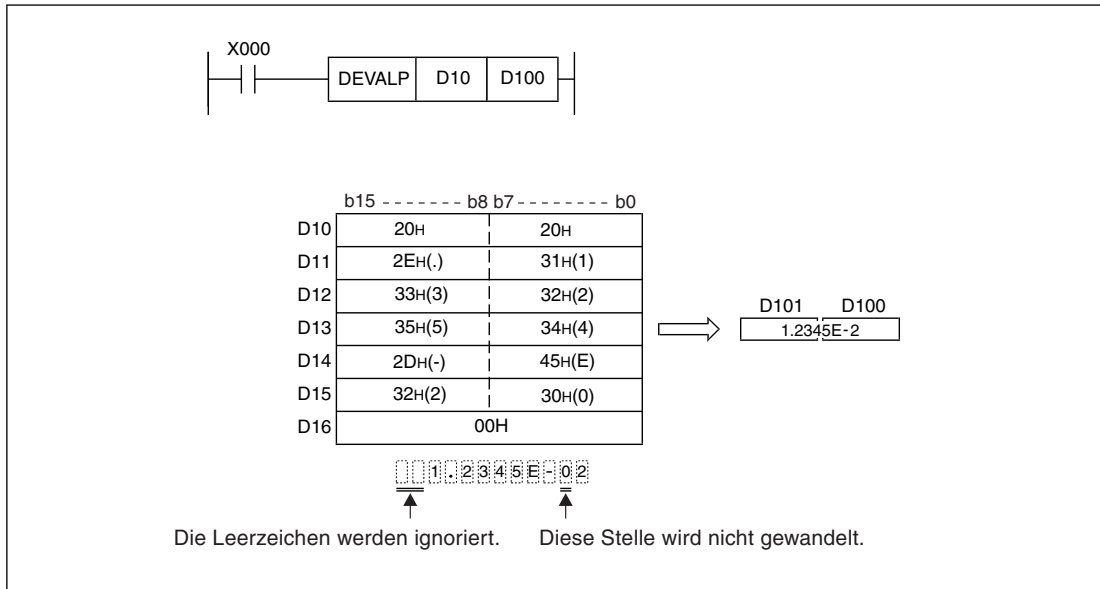 X000
DEVALP D10 D100
b15 - - - - - - - b8 b7 - - - - - - - - b0
D10 20H 20H
D11 2EH(.) 31H(1)
D12 33H(3) 32H(2)
D13 35H(5) 34H(4)
D14 2DH(-) 45H(E)
D15 32H(2) 30H(0)
D16 00H
D101 D100
1.2345E-2
1.2345E-02
Die Leerzeichen werden ignoriert. Diese Stelle wird nicht gewandelt.